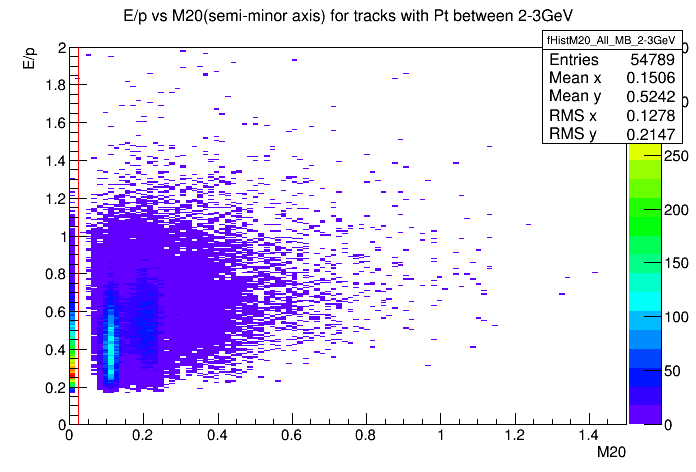 E/p vs M20(semi-minor axis) for tracks with Pt between 2-3GeV
fHistM20_All_MB_2-3GeV
Entries 54789
Mean x 0.1506
Mean y 0.5242
RMS x 0.1278
RMS y 0.2147
E/p
2
1.8
1.6
1.4
1.2
1
0.8
0.6
0.4
0.2
0
0 0.2 0.4 0.6 0.8 1 1.2 1.4
M20
250
200
150
100
50
0